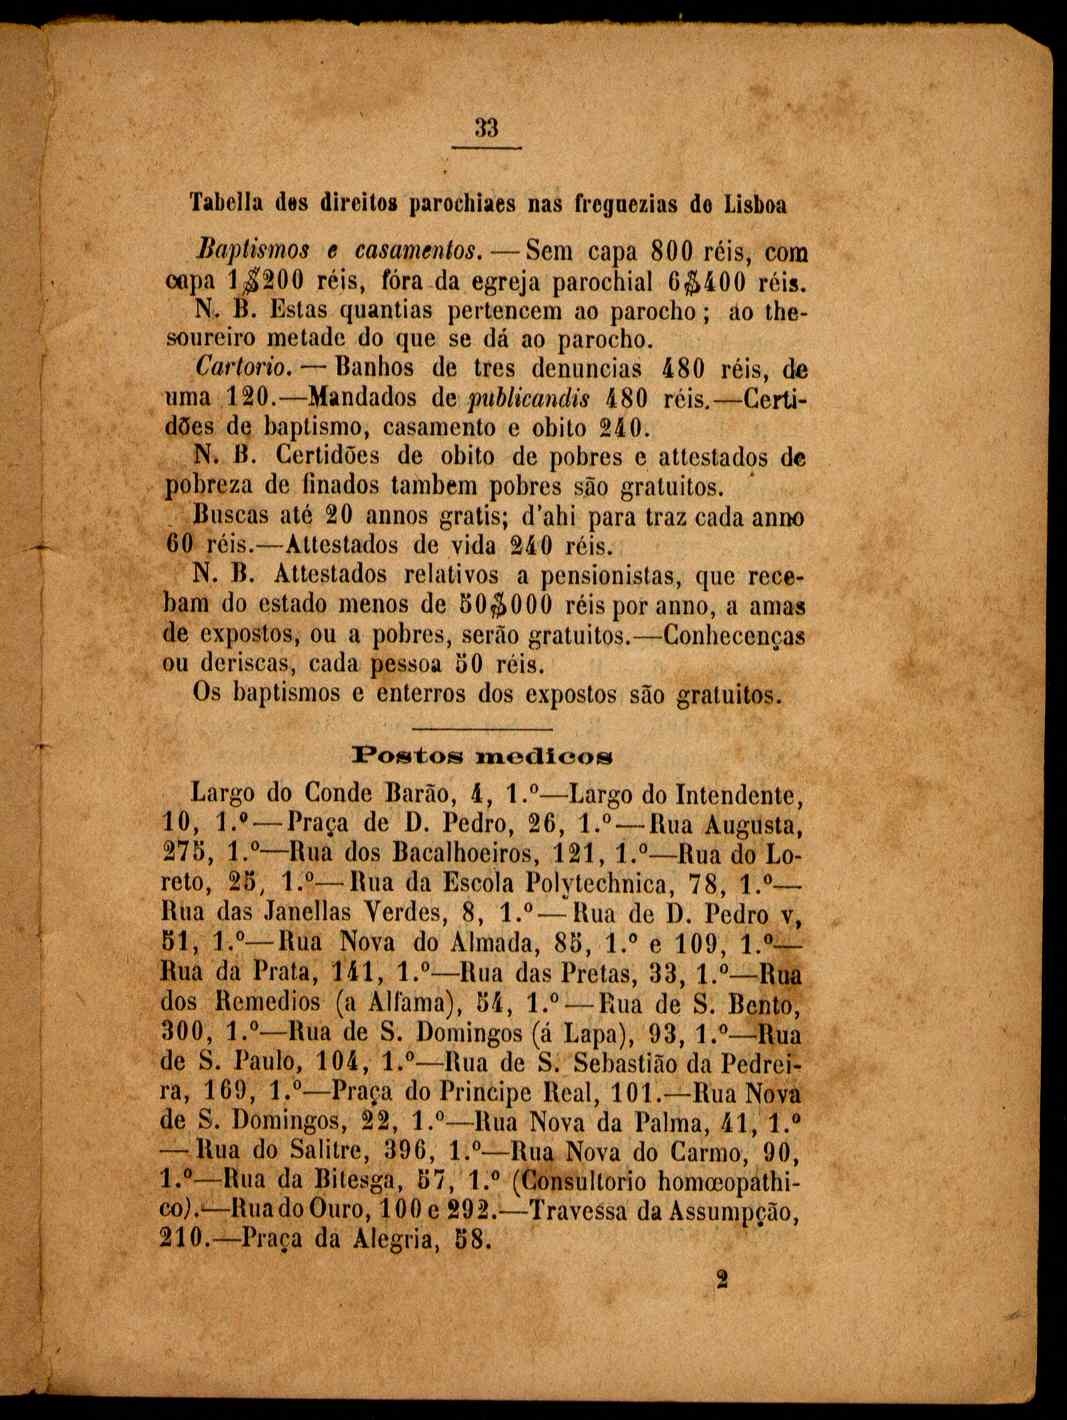 33
Tabella dos direitos parochiaes nas freguezias de Lisboa
Baptismos e casamentos. — Sem capa 800 réis, com
capa 1$200 réis, fóra da egreja parochial 6$400 réis.
N. B. Estas quantias pertencem ao parocho; ao the-
soureiro metade do que se dá ao parocho.
Cartorio. — Banhos de tres denuncias 480 réis, de
uma 120.—Mandados de publicandis 480 réis.—Certi-
dões de baptismo, casamento e obito 240.
N. B. Certidões de obito de pobres e attestados de
pobreza de finados tambem pobres são gratuitos.
Buscas até 20 annos gratis; d'ahi para traz cada anno
60 réis.—Attestados de vida 240 réis.
N. B. Attestados relativos a pensionistas, que rece-
bam do estado menos de 50$000 réis por anno, a amas
de expostos, ou a pobres, serão gratuitos.—Conhecenças
ou deriscas, cada pessoa 50 réis.
Os baptismos e enterros dos expostos são gratuitos.
Postos medicos
Largo do Conde Barão, 4, 1.º—Largo do Intendente,
10, 1.º—Praça de D. Pedro, 26, 1.º—Rua Augusta,
275, 1.º—Rua dos Bacalhoeiros, 121, 1.º—Rua do Lo-
reto, 25, 1.º—Rua da Escola Polytechnica, 78, 1.º—
Rua das Janellas Verdes, 8, 1.º—Rua de D. Pedro V,
51, 1.º—Rua Nova do Almada, 85, 1.º e 109, 1.º—
Rua da Prata, 141, 1.º—Rua das Pretas, 33, 1.º—Rua
dos Remedios (a Alfama), 54, 1.º—Rua de S. Bento,
300, 1.º—Rua de S. Domingos (á Lapa), 93, 1.º—Rua
de S. Paulo, 104, 1.º—Rua de S. Sebastião da Pedrei-
ra, 169, 1.º—Praça do Principe Real, 101.—Rua Nova
de S. Domingos, 22, 1.º—Rua Nova da Palma, 41, 1.º
—Rua do Salitre, 396, 1.º—Rua Nova do Carmo, 90,
1.º—Rua da Bitesga, 57, 1.º (Consultorio homœopathi-
co).—Rua do Ouro, 100 e 292.—Travessa da Assumpção,
210.—Praça da Alegria, 58.
2